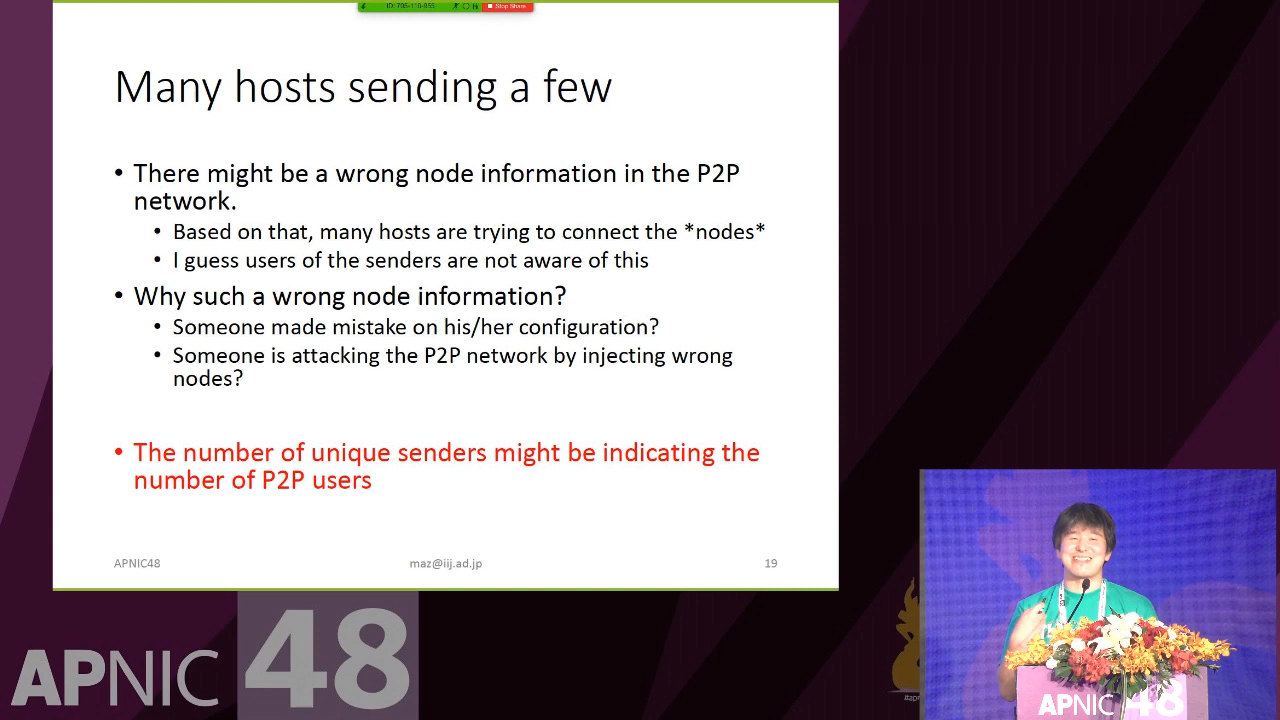 ID: 705-110-955
Stop Share
Many hosts sending a few
• There might be a wrong node information in the P2P
network.
• Based on that, many hosts are trying to connect the *nodes*
• I guess users of the senders are not aware of this
• Why such a wrong node information?
• Someone made mistake on his/her configuration?
• Someone is attacking the P2P network by injecting wrong
nodes?
• The number of unique senders might be indicating the
number of P2P users
APNIC48
maz@iij.ad.jp
19
APNIC 48
APNIC 48